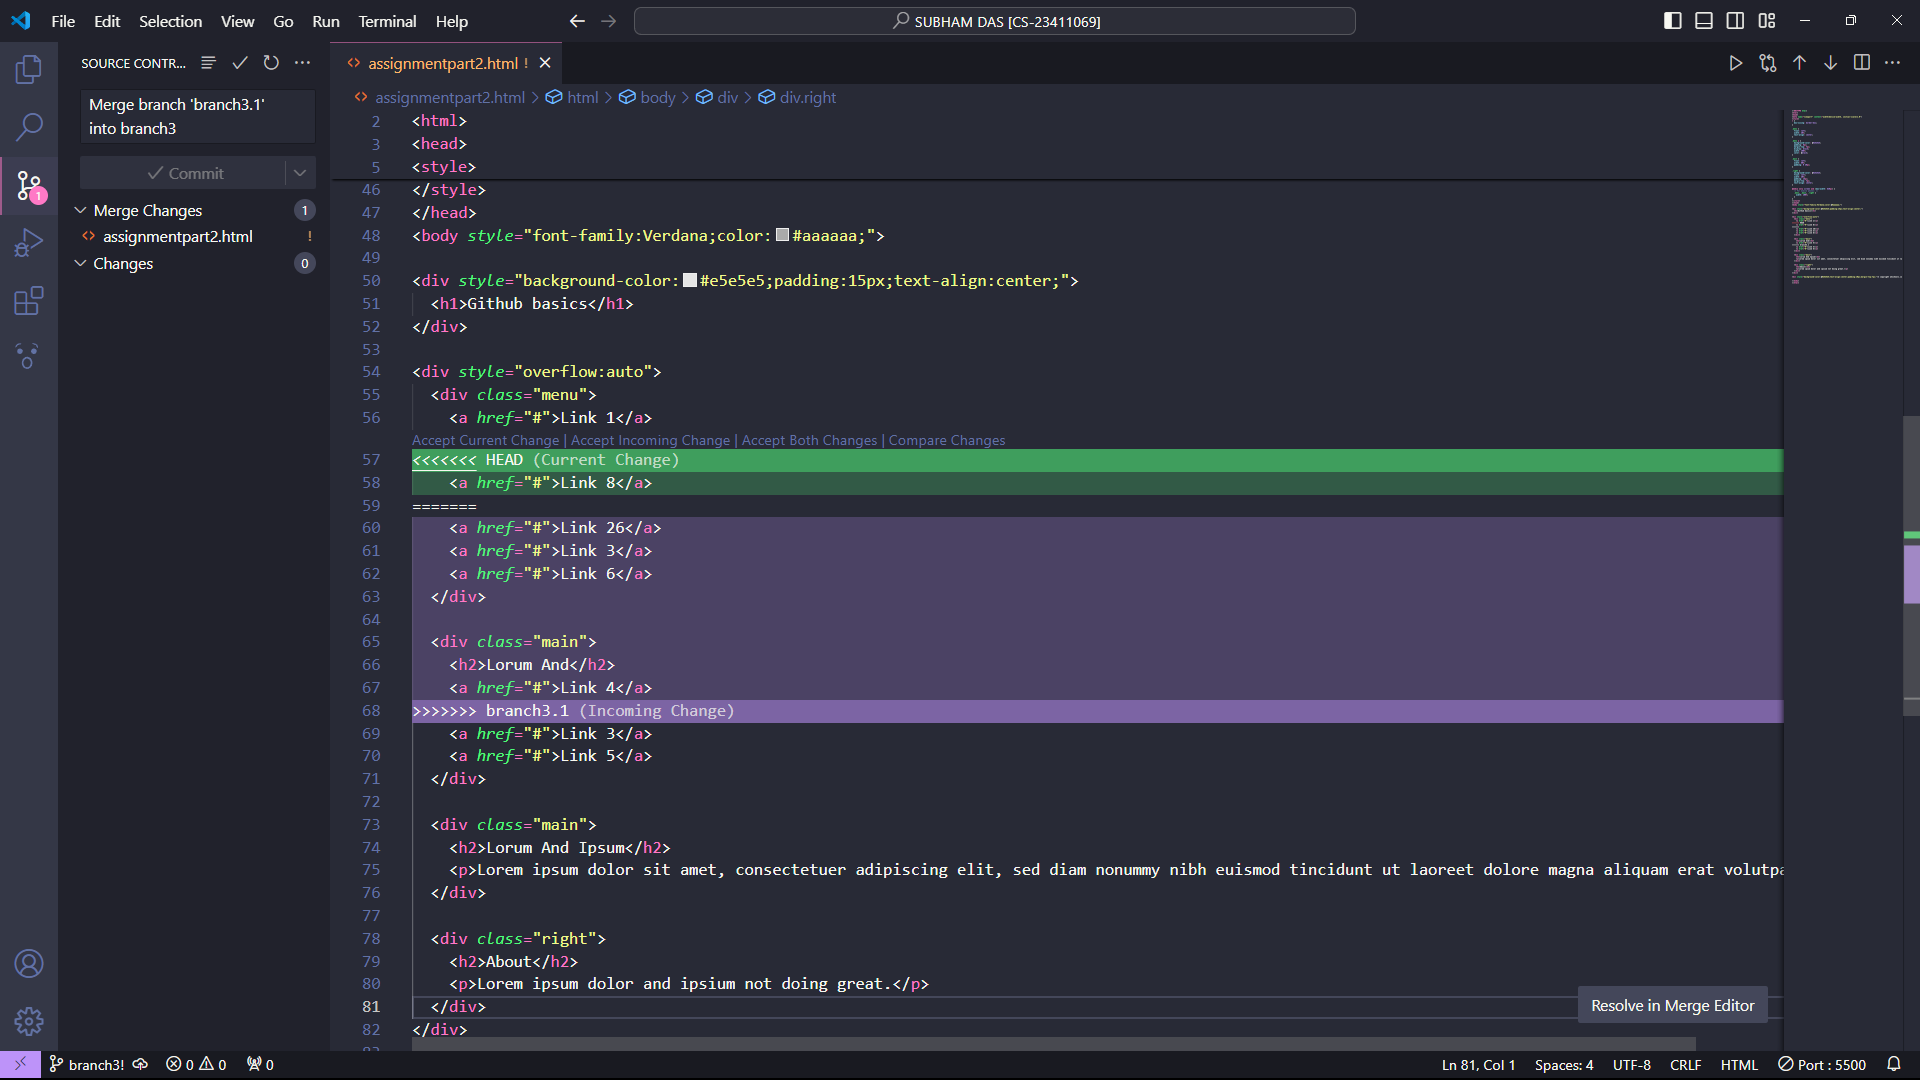 File Edit Selection View Go Run Terminal Help
SUBHAM DAS [CS-23411069]
SOURCE CONTR...
assignmentpart2.html !
Merge branch 'branch3.1'
into branch3
Commit
Merge Changes 1
assignmentpart2.html !
Changes 0
1
assignmentpart2.html > html > body > div > div.right
2 <html>
3 <head>
5 <style>
46 </style>
47 </head>
48 <body style="font-family:Verdana;color:#aaaaaa;">
49
50 <div style="background-color:#e5e5e5;padding:15px;text-align:center;">
51 <h1>Github basics</h1>
52 </div>
53
54 <div style="overflow:auto">
55 <div class="menu">
56 <a href="#">Link 1</a>
Accept Current Change | Accept Incoming Change | Accept Both Changes | Compare Changes
57 <<<<<<< HEAD (Current Change)
58 <a href="#">Link 8</a>
59 =======
60 <a href="#">Link 26</a>
61 <a href="#">Link 3</a>
62 <a href="#">Link 6</a>
63 </div>
64
65 <div class="main">
66 <h2>Lorum And</h2>
67 <a href="#">Link 4</a>
68 >>>>>>> branch3.1 (Incoming Change)
69 <a href="#">Link 3</a>
70 <a href="#">Link 5</a>
71 </div>
72
73 <div class="main">
74 <h2>Lorum And Ipsum</h2>
75 <p>Lorem ipsum dolor sit amet, consectetuer adipiscing elit, sed diam nonummy nibh euismod tincidunt ut laoreet dolore magna aliquam erat volutpa
76 </div>
77
78 <div class="right">
79 <h2>About</h2>
80 <p>Lorem ipsum dolor and ipsium not doing great.</p>
81 </div>
82 </div>
Resolve in Merge Editor
branch3! 0 0 0
Ln 81, Col 1 Spaces: 4 UTF-8 CRLF HTML Port : 5500